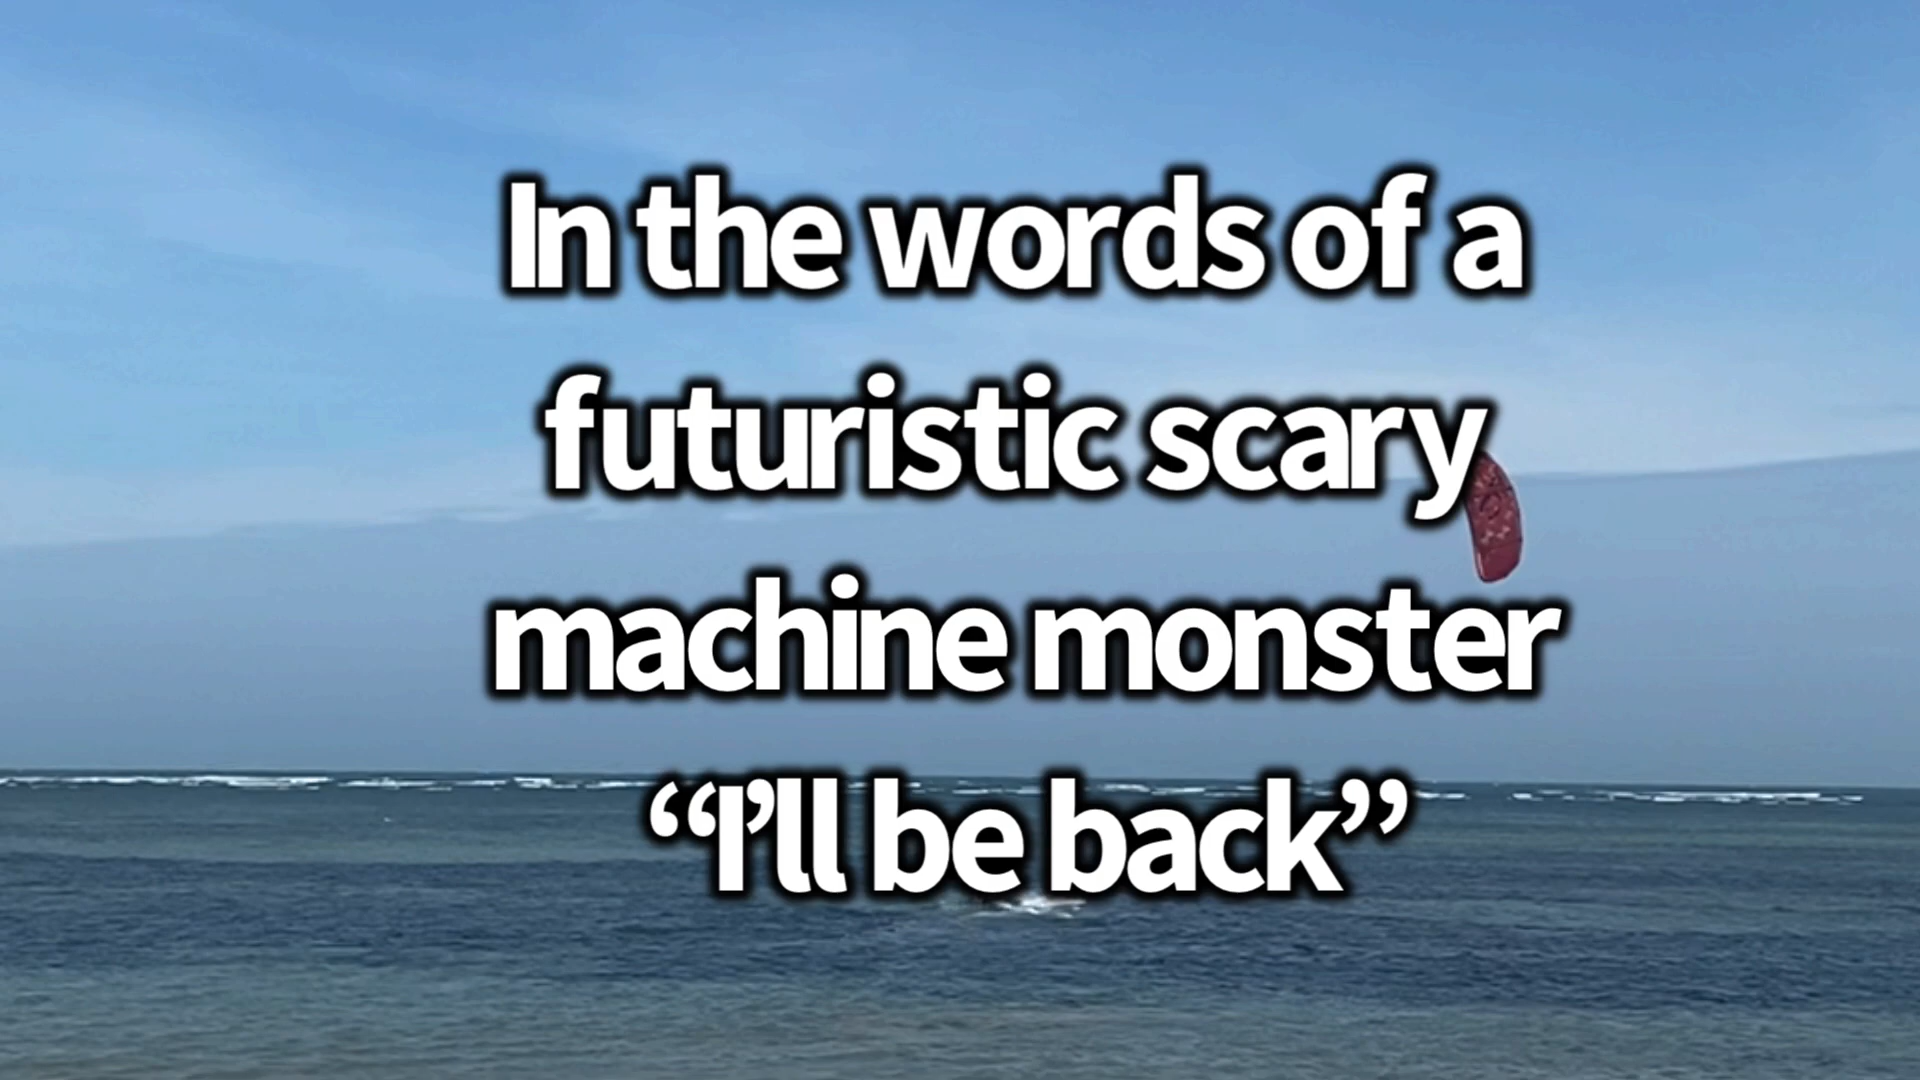 In the words of a
futuristic scary
machine monster
“I’ll be back”